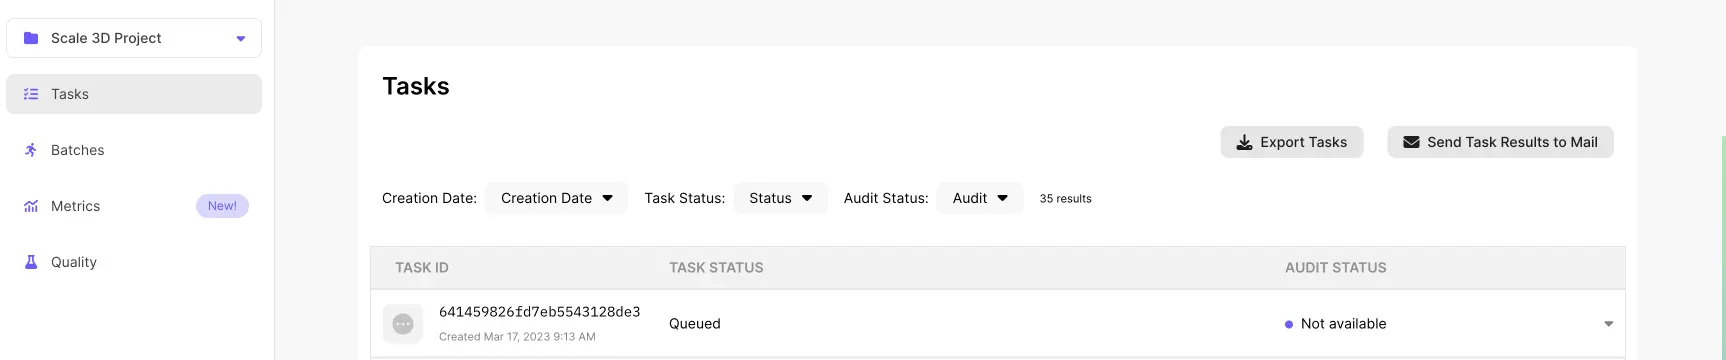 Scale 3D Project
Tasks
Batches
Metrics New!
Quality
Tasks
Export Tasks Send Task Results to Mail
Creation Date: Creation Date Task Status: Status Audit Status: Audit 35 results
TASK ID TASK STATUS AUDIT STATUS
641459826fd7eb5543128de3
Created Mar 17, 2023 9:13 AM
Queued
Not available